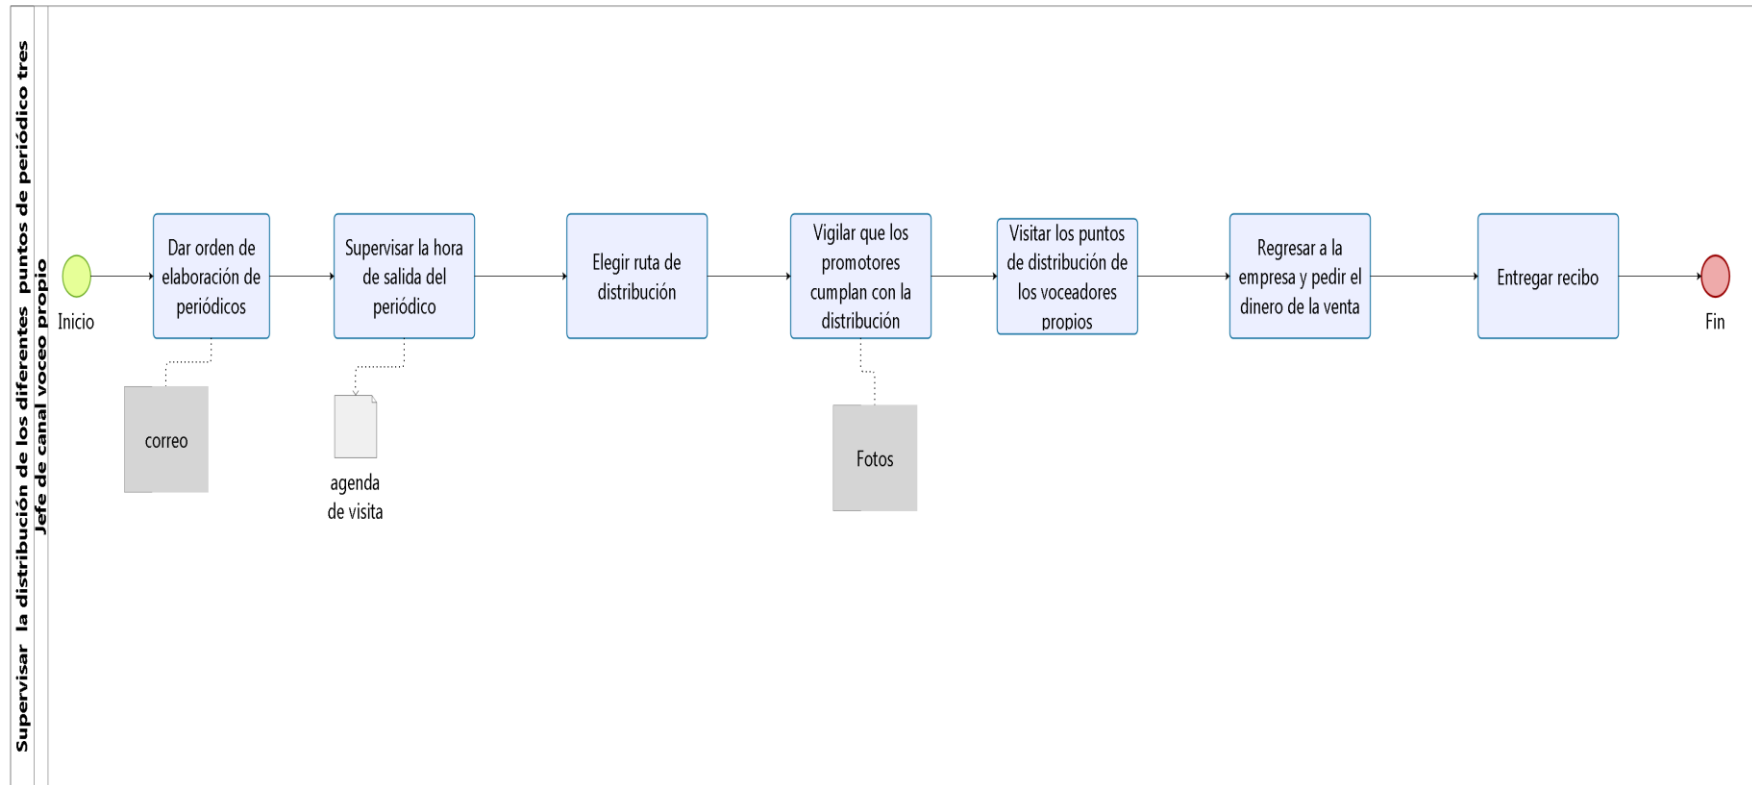 Supervisar la distribución de los diferentes puntos de periódico tres
Jefe de canal voceo propio
Inicio
Dar orden de
elaboración de
periódicos
Supervisar la hora
de salida del
periódico
Elegir ruta de
distribución
Vigilar que los
promotores
cumplan con la
distribución
Visitar los puntos
de distribución de
los voceadores
propios
Regresar a la
empresa y pedir el
dinero de la venta
Entregar recibo
Fin
correo
agenda
de visita
Fotos